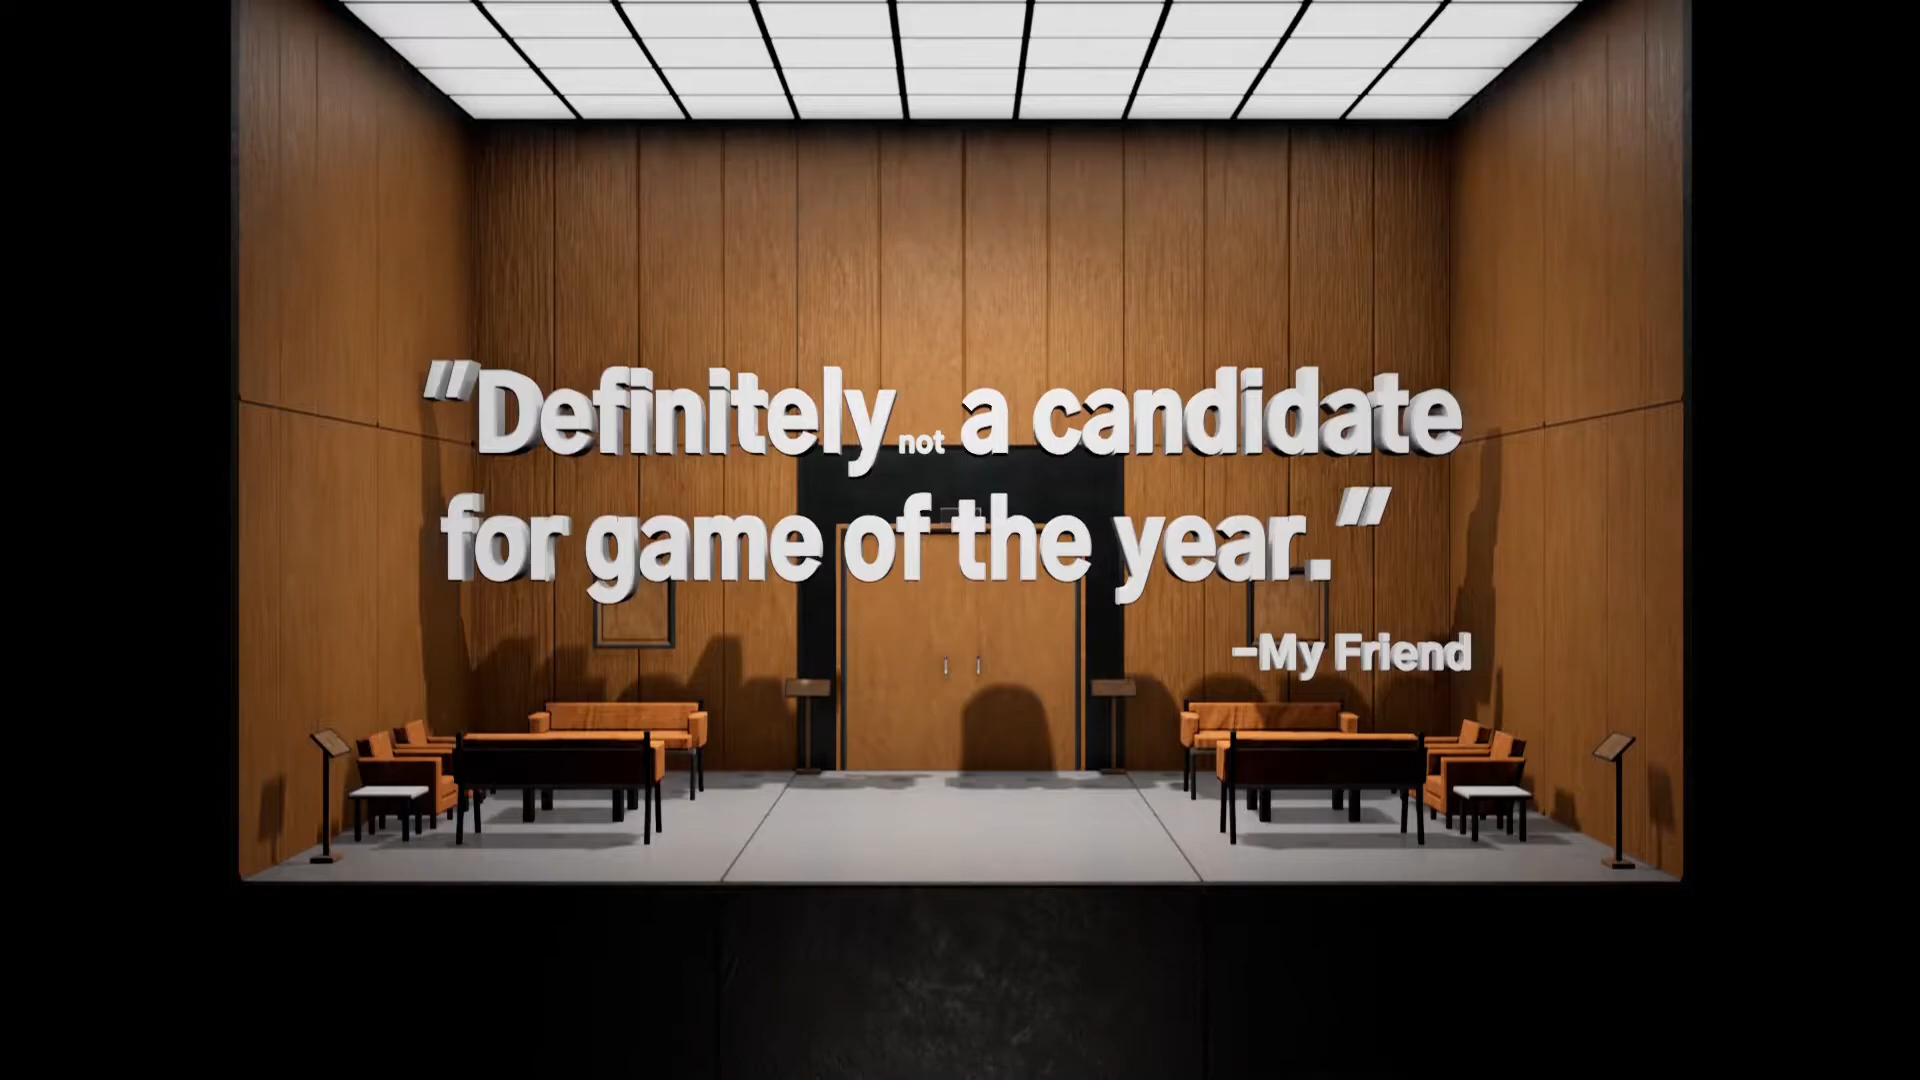 "Definitely not a candidate
for game of the year."
–My Friend